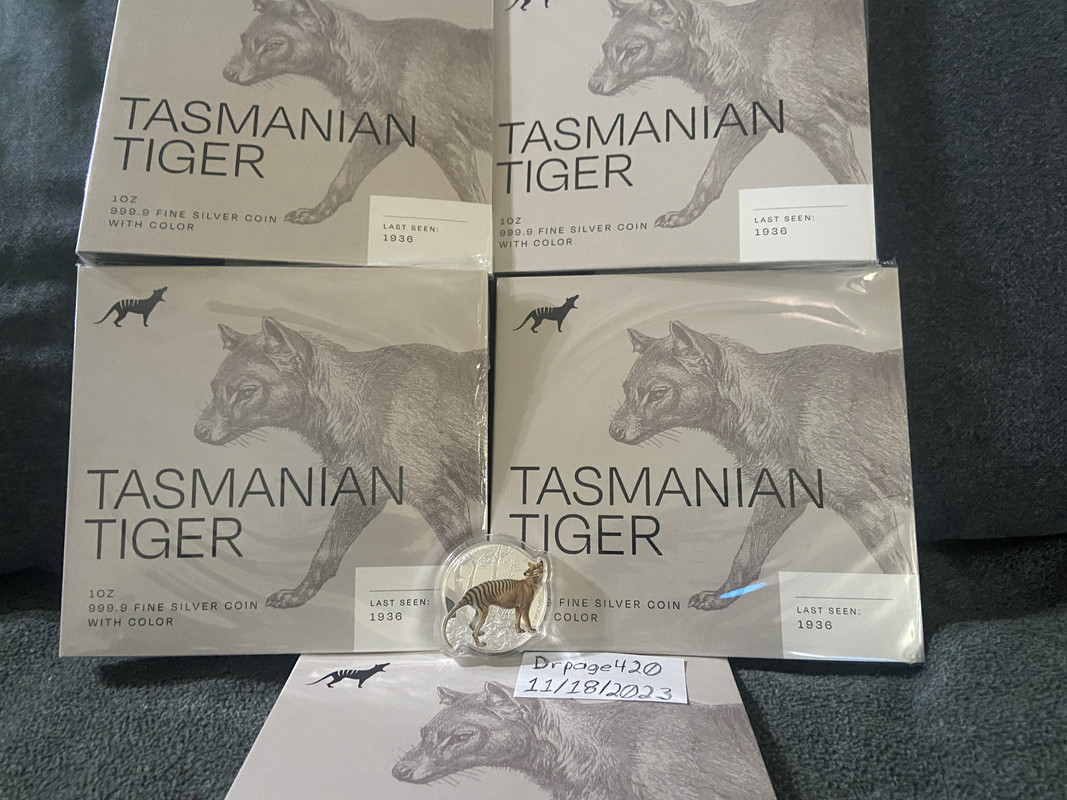 TASMANIAN
TIGER
1OZ
999.9 FINE SILVER COIN
WITH COLOR
LAST SEEN:
1936
TASMANIAN
TIGER
1OZ
999.9 FINE SILVER COIN
WITH COLOR
LAST SEEN:
1936
TASMANIAN
TIGER
1OZ
999.9 FINE SILVER COIN
WITH COLOR
LAST SEEN:
1936
TASMANIAN
TIGER
FINE SILVER COIN
COLOR
LAST SEEN:
1936
Drpage420
11/18/2023